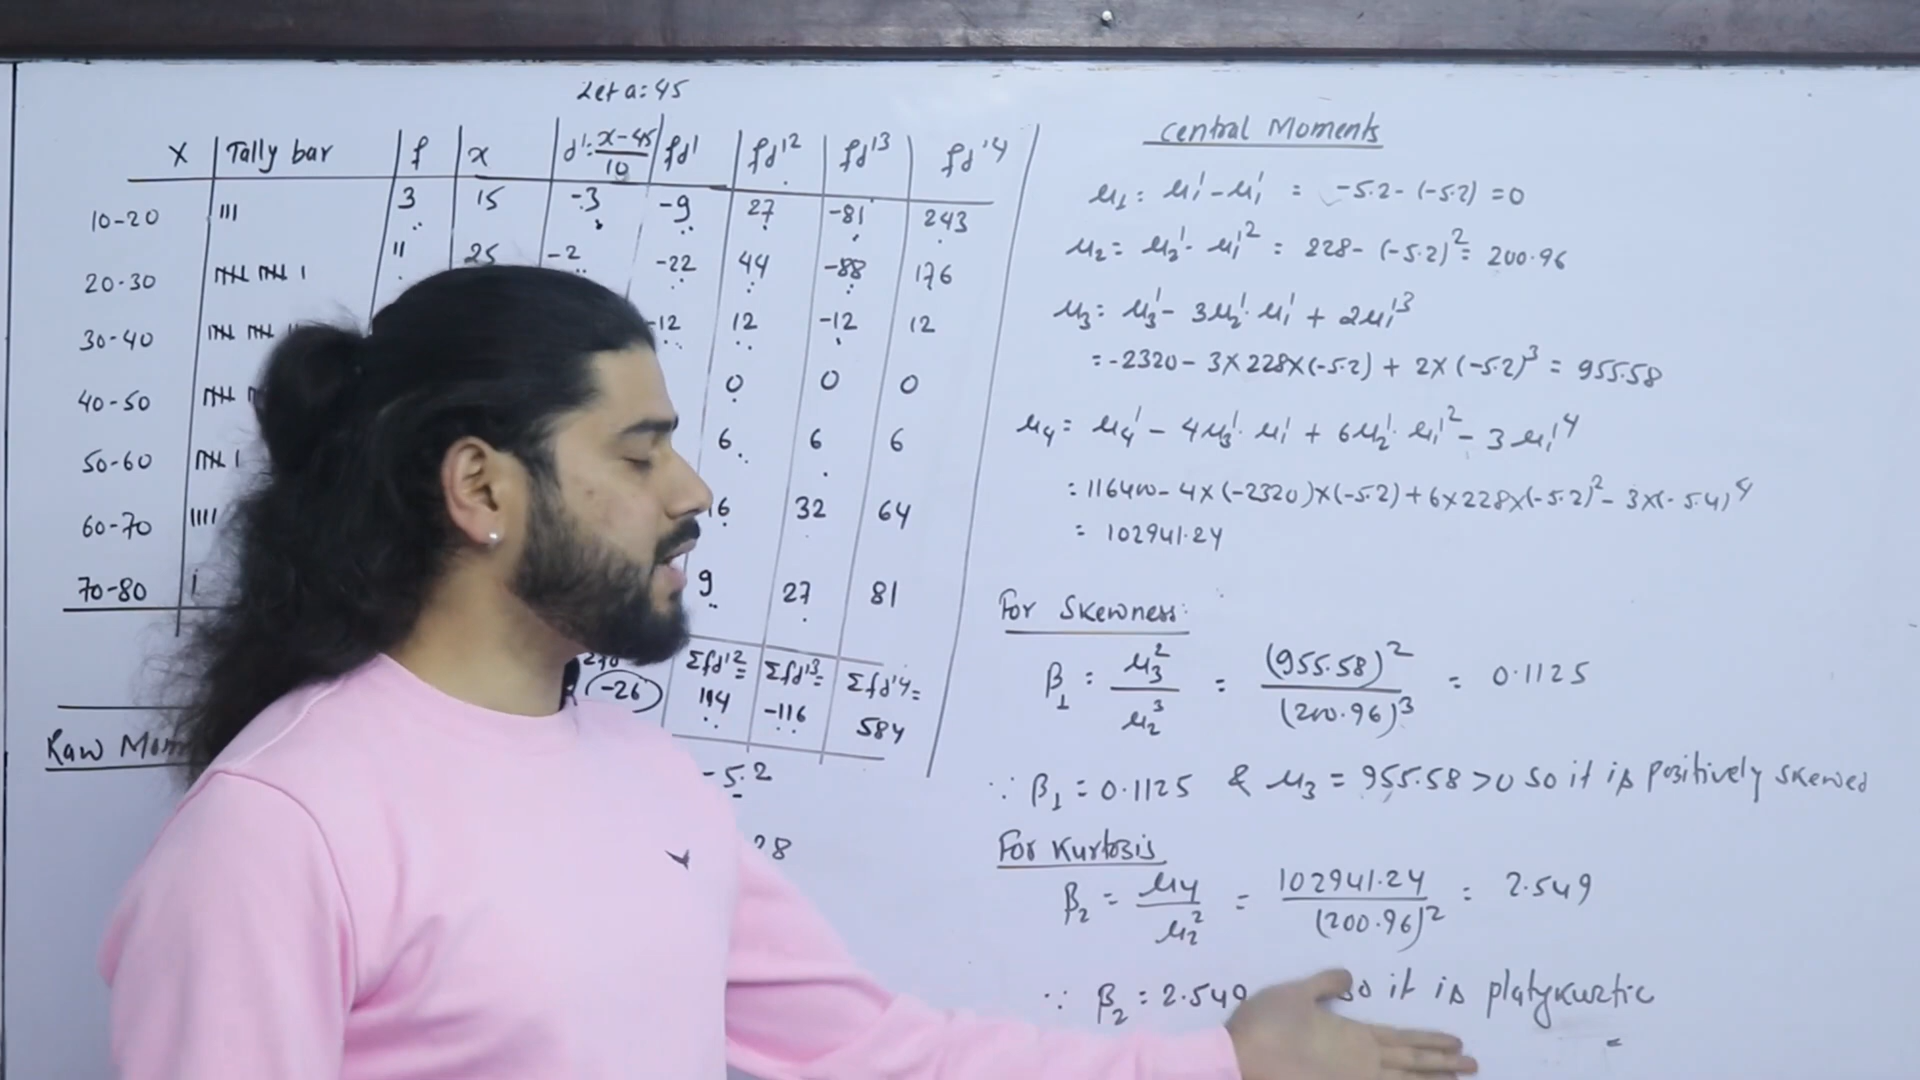 Let a: 45
X | Tally bar | f | x | d': x-45/10 | fd' | fd'² | fd'³ | fd'⁴
10-20 | III | 3 | 15 | -3 | -9 | 27 | -81 | 243
20-30 | 11 | 25 | -2 | -22 | 44 | -88 | 176
30-40 | -12 | 12 | -12 | 12
40-50 | 0 | 0 | 0
50-60 | 6 | 6 | 6
60-70 | IIII | 16 | 32 | 64
70-80 | I | 9 | 27 | 81
-26 | Σfd'² = 114 | Σfd'³ = -116 | Σfd'⁴ = 584
Raw Mom
-5.2
28
Central Moments
μ₁ = μ₁' - μ₁' = -5.2 - (-5.2) = 0
μ₂ = μ₂' - μ₁'² = 228 - (-5.2)² = 200.96
μ₃ = μ₃' - 3μ₂'. μ₁' + 2μ₁'³
= -2320 - 3×228×(-5.2) + 2×(-5.2)³ = 955.58
μ₄ = μ₄' - 4μ₃'. μ₁' + 6μ₂'. μ₁'² - 3μ₁'⁴
= 116400 - 4×(-2320)×(-5.2) + 6×228×(-5.2)² - 3×(-5.4)⁴
= 102941.24
For Skewness:
β₁ = μ₃²/μ₂³ = (955.58)²/(200.96)³ = 0.1125
∵ β₁ = 0.1125 & μ₃ = 955.58 > 0 so it is positively skewed
For Kurtosis
β₂ = μ₄/μ₂² = 102941.24/(200.96)² = 2.549
∵ β₂ = 2.549 so it is platykurtic